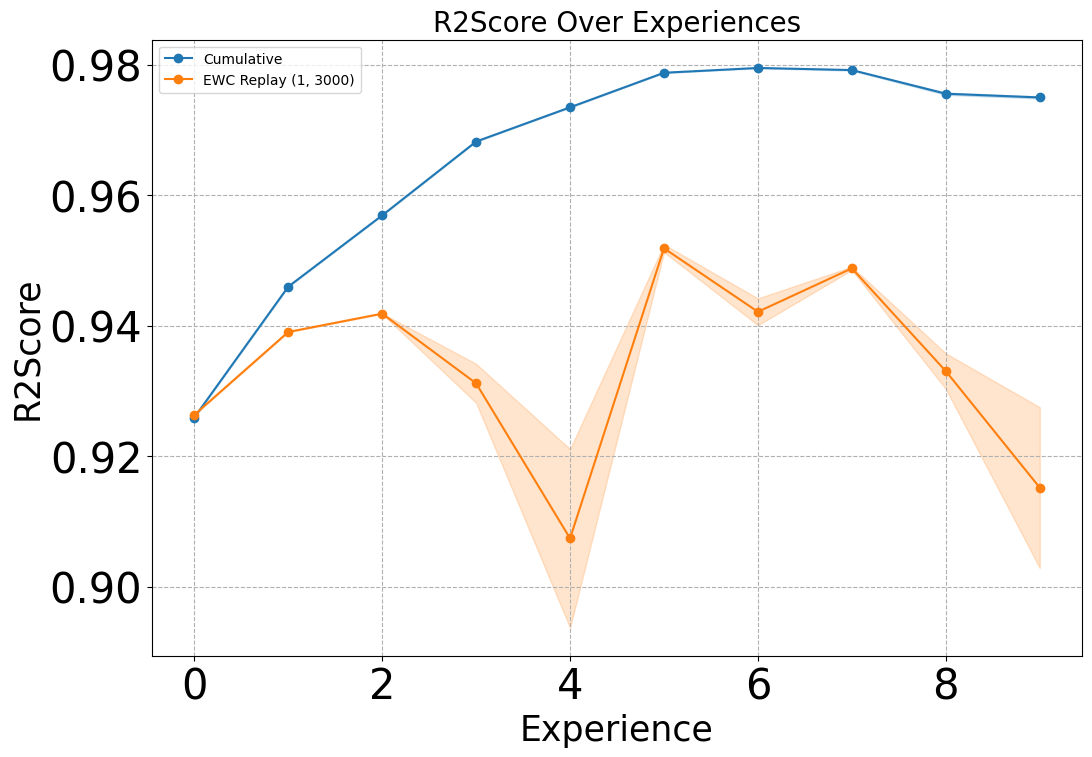 R2Score Over Experiences
Cumulative
EWC Replay (1, 3000)
R2Score
0.98
0.96
0.94
0.92
0.90
0 2 4 6 8
Experience